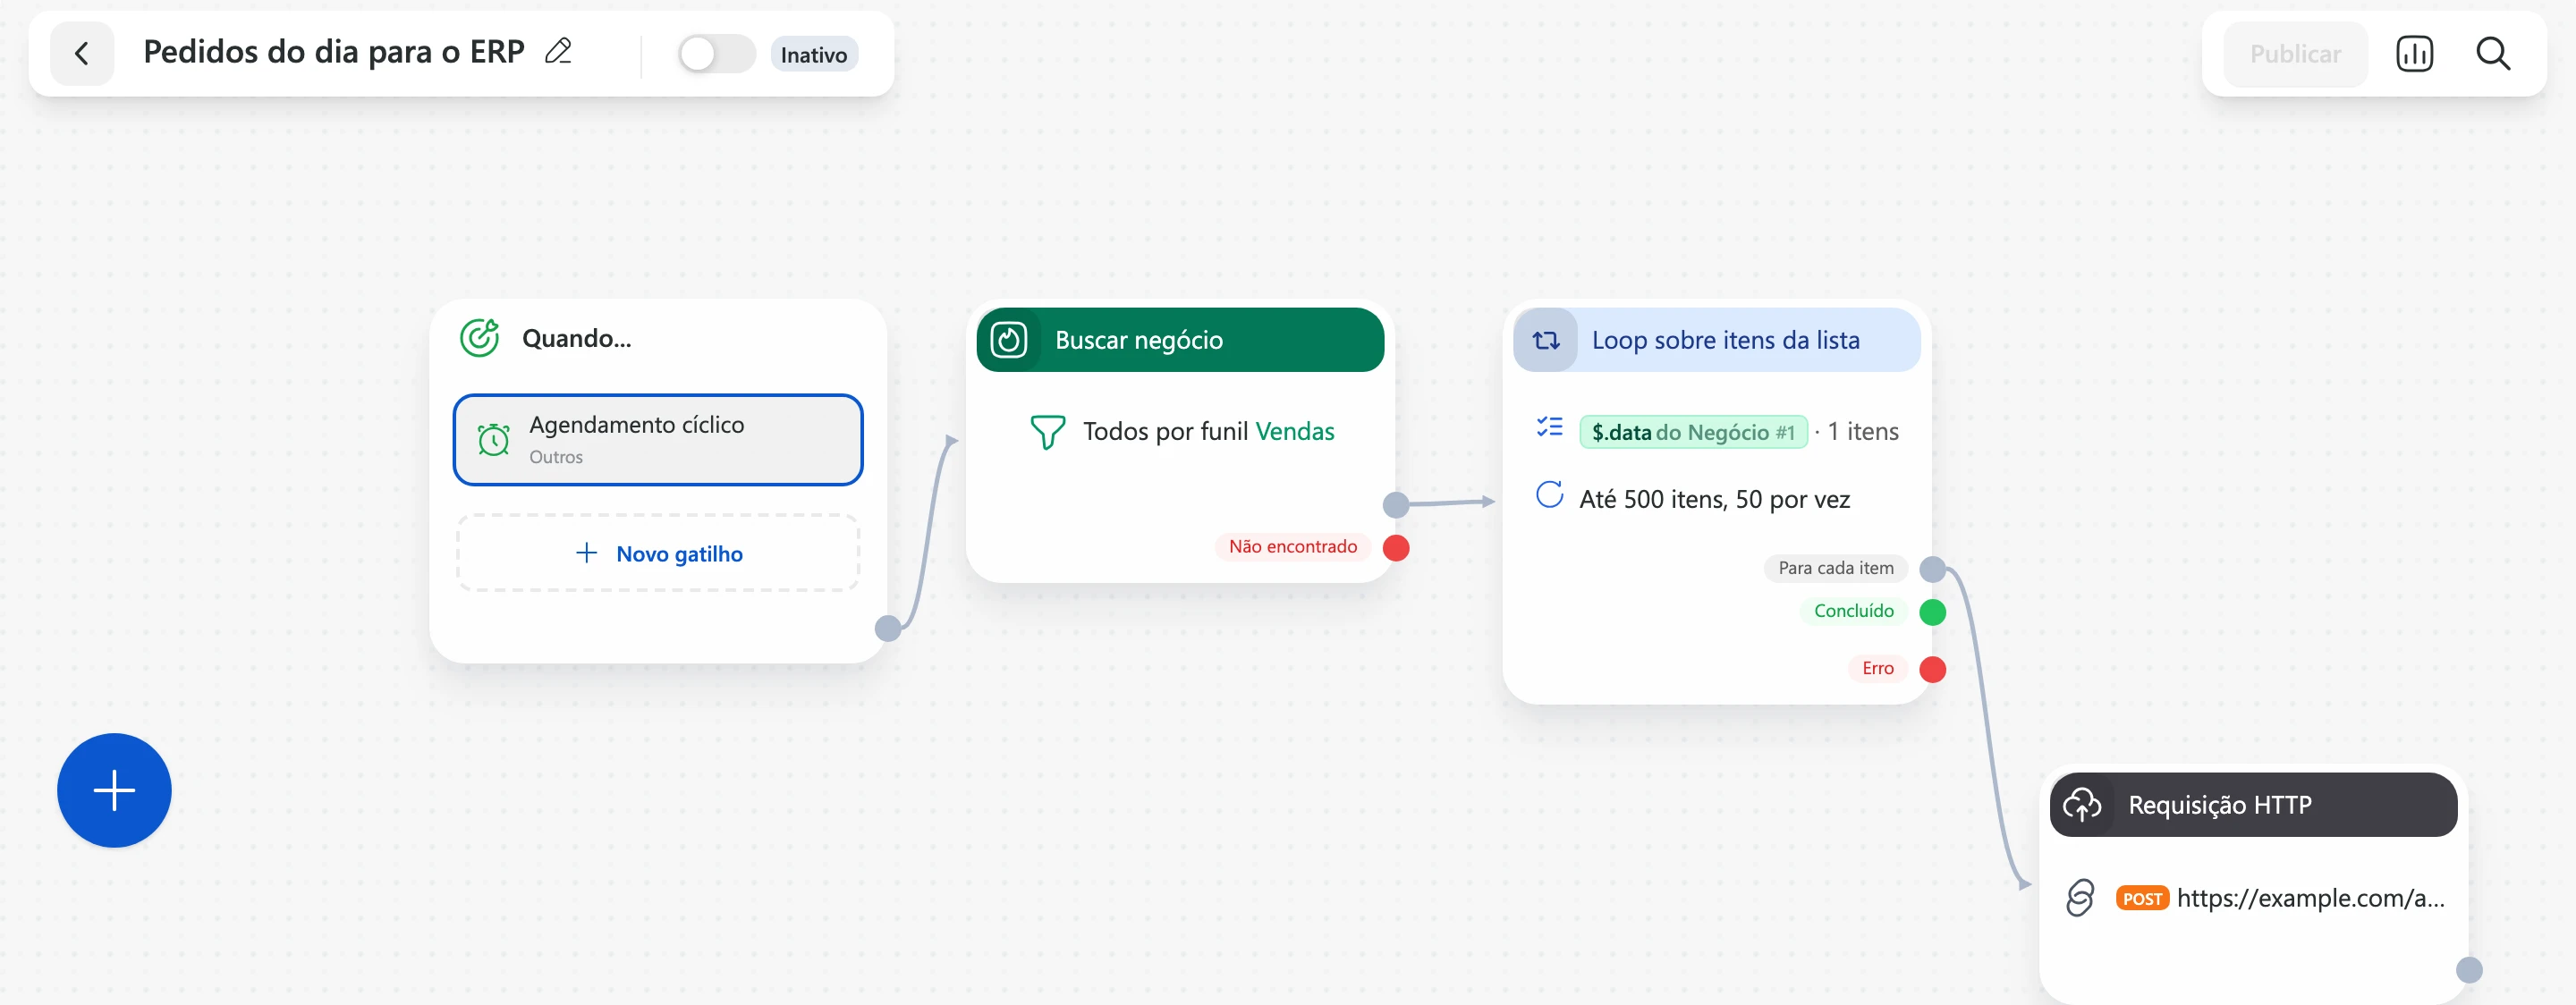 Pedidos do dia para o ERP
Inativo
Publicar
Quando...
Agendamento cíclico
Outros
Novo gatilho
Buscar negócio
Todos por funil Vendas
Não encontrado
Loop sobre itens da lista
$.data do Negócio #1 · 1 itens
Até 500 itens, 50 por vez
Para cada item
Concluído
Erro
Requisição HTTP
POST https://example.com/a...